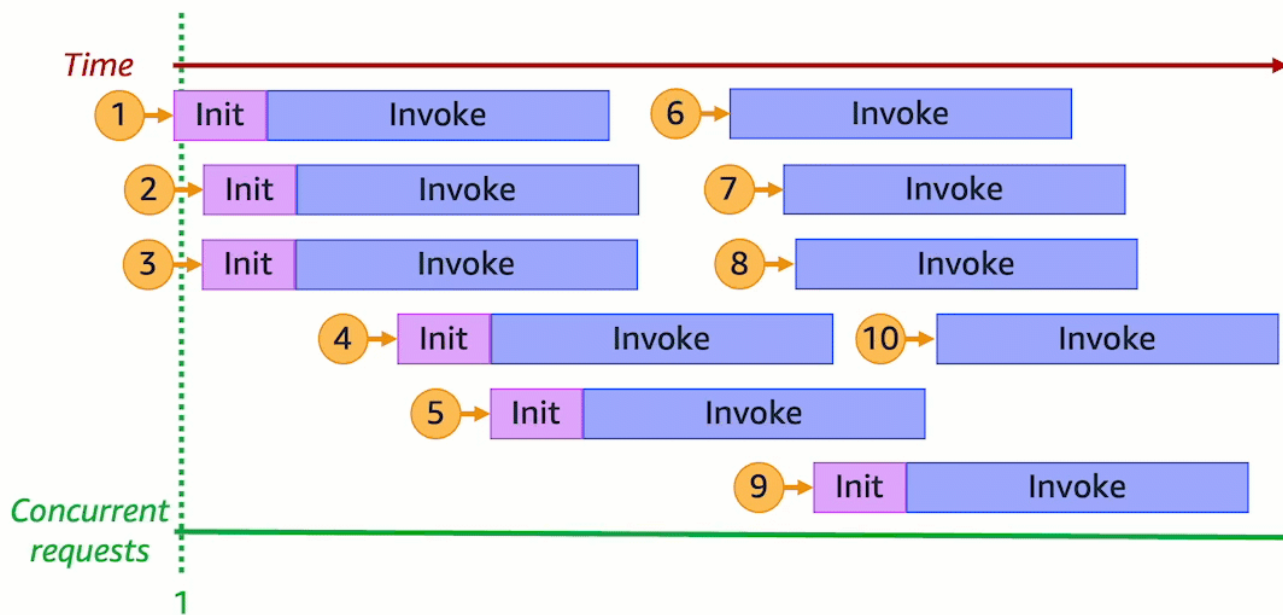 Time
1 Init Invoke 6 Invoke
2 Init Invoke 7 Invoke
3 Init Invoke 8 Invoke
4 Init Invoke 10 Invoke
5 Init Invoke
9 Init Invoke
Concurrent
requests
1